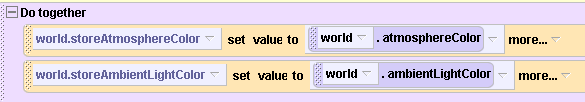 Do together
world.storeAtmosphereColor set value to world . atmosphereColor more...
world.storeAmbientLightColor set value to world . ambientLightColor more...